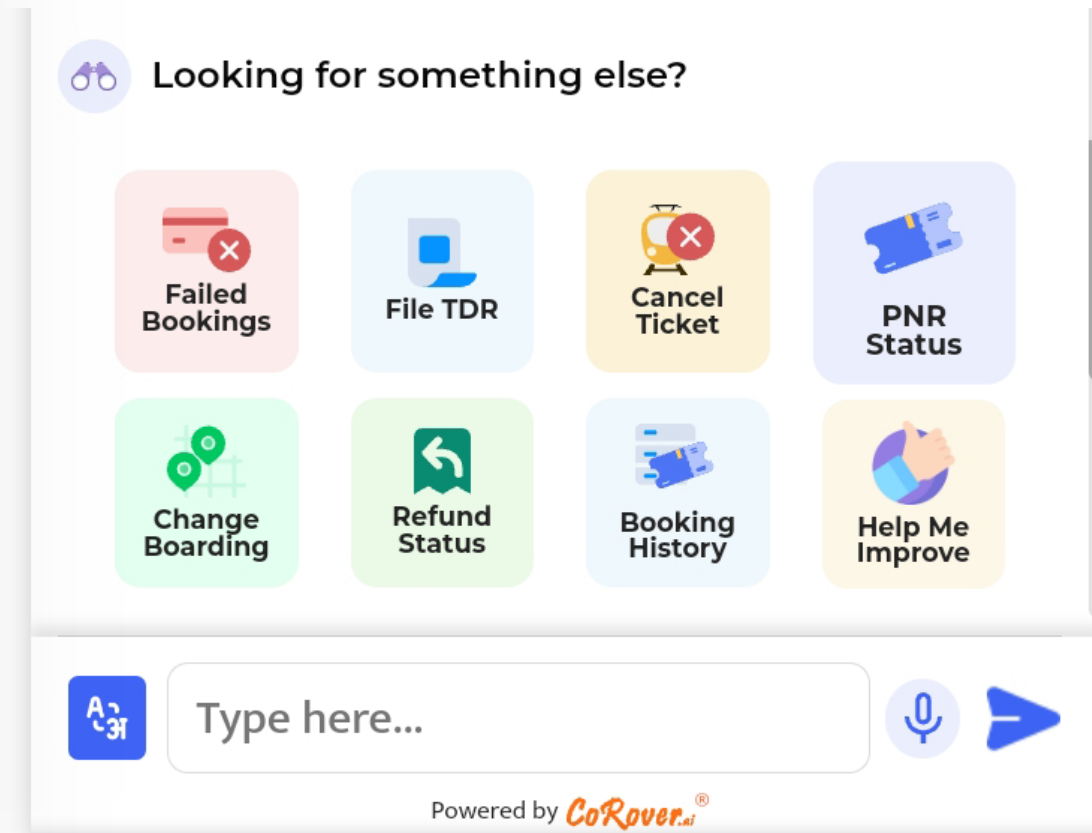 Looking for something else?
Failed
Bookings
File TDR
Cancel
Ticket
PNR
Status
Change
Boarding
Refund
Status
Booking
History
Help Me
Improve
Aअ
Type here...
Powered by CoRover.ai®